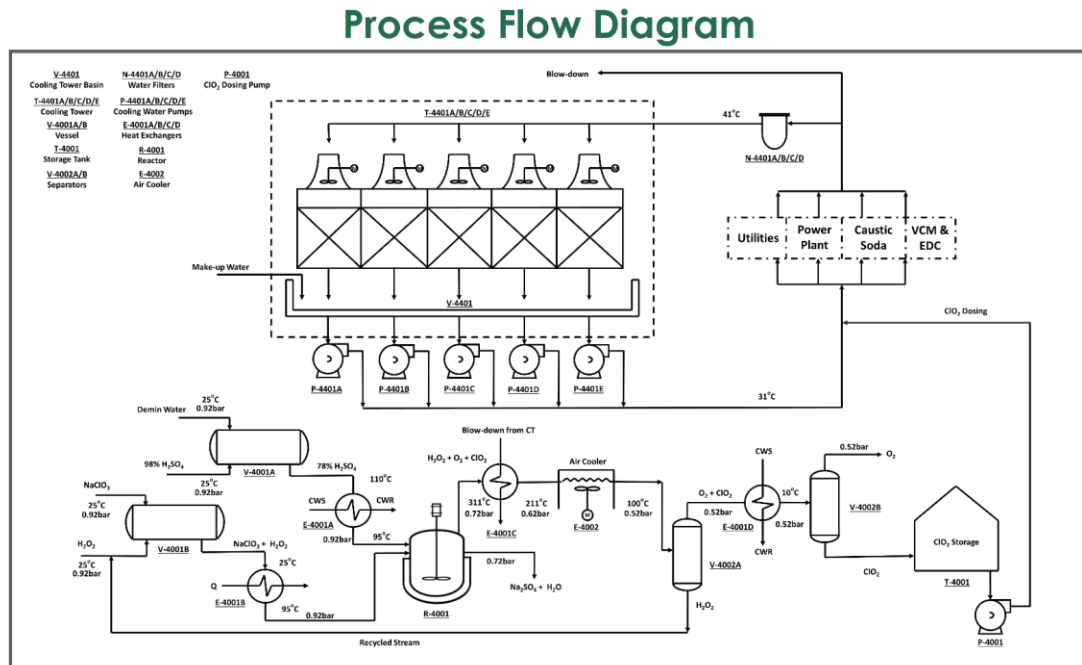 Process Flow Diagram
V-4401
Cooling Tower Basin
N-4401A/B/C/D
Water Filters
P-4001
ClO₂ Dosing Pump
T-4401A/B/C/D/E
Cooling Tower
P-4401A/B/C/D/E
Cooling Water Pumps
V-4001A/B
Vessel
E-4001A/B/C/D
Heat Exchangers
T-4001
Storage Tank
R-4001
Reactor
V-4002A/B
Separators
E-4002
Air Cooler
Blow-down
T-4401A/B/C/D/E
41°C
N-4401A/B/C/D
M
M
M
M
M
Utilities
Power
Plant
Caustic
Soda
VCM &
EDC
Make-up Water
V-4401
ClO₂ Dosing
P-4401A
P-4401B
P-4401C
P-4401D
P-4401E
31°C
25°C
0.92bar
Demin Water
98% H₂SO₄
25°C
0.92bar
V-4001A
78% H₂SO₄
110°C
CWS
CWR
E-4001A
0.92bar
95°C
NaClO₃
25°C
0.92bar
H₂O₂
25°C
0.92bar
V-4001B
NaClO₃ + H₂O₂
25°C
Q
E-4001B
95°C
0.92bar
R-4001
Blow-down from CT
H₂O₂ + O₂ + ClO₂
311°C
0.72bar
E-4001C
211°C
0.62bar
0.72bar
Na₂SO₄ + H₂O
Air Cooler
M
E-4002
100°C
0.52bar
O₂ + ClO₂
0.52bar
V-4002A
H₂O₂
CWS
E-4001D
CWR
10°C
0.52bar
0.52bar
O₂
V-4002B
ClO₂
ClO₂ Storage
T-4001
P-4001
Recycled Stream